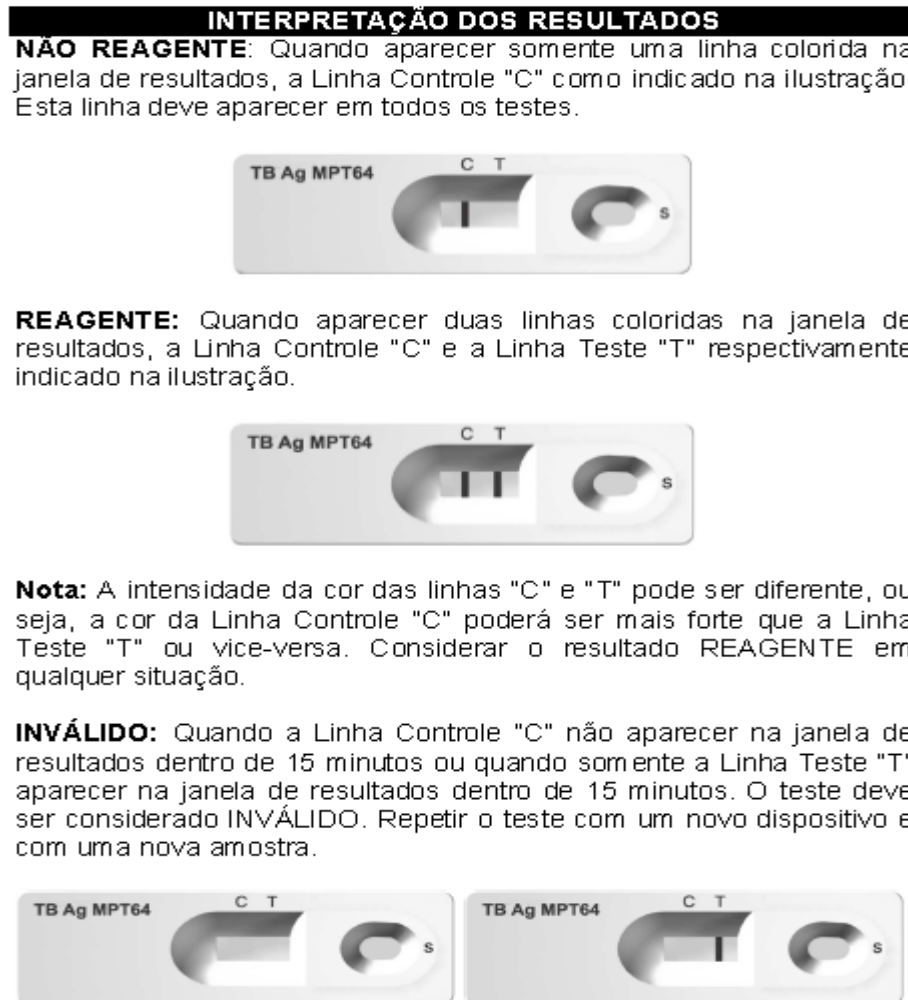 INTERPRETAÇÃO DOS RESULTADOS
NÃO REAGENTE: Quando aparecer somente uma linha colorida na
janela de resultados, a Linha Controle "C" como indicado na ilustração
Esta linha deve aparecer em todos os testes.
TB Ag MPT64
C T
S
REAGENTE: Quando aparecer duas linhas coloridas na janela de
resultados, a Linha Controle "C" e a Linha Teste "T" respectivamente
indicado na ilustração.
TB Ag MPT64
C T
S
Nota: A intensidade da cor das linhas "C" e "T" pode ser diferente, ou
seja, a cor da Linha Controle "C" poderá ser mais forte que a Linha
Teste "T" ou vice-versa. Considerar o resultado REAGENTE em
qualquer situação.
INVÁLIDO: Quando a Linha Controle "C" não aparecer na janela de
resultados dentro de 15 minutos ou quando somente a Linha Teste "T"
aparecer na janela de resultados dentro de 15 minutos. O teste deve
ser considerado INVÁLIDO. Repetir o teste com um novo dispositivo e
com uma nova amostra.
TB Ag MPT64
C T
S
TB Ag MPT64
C T
S